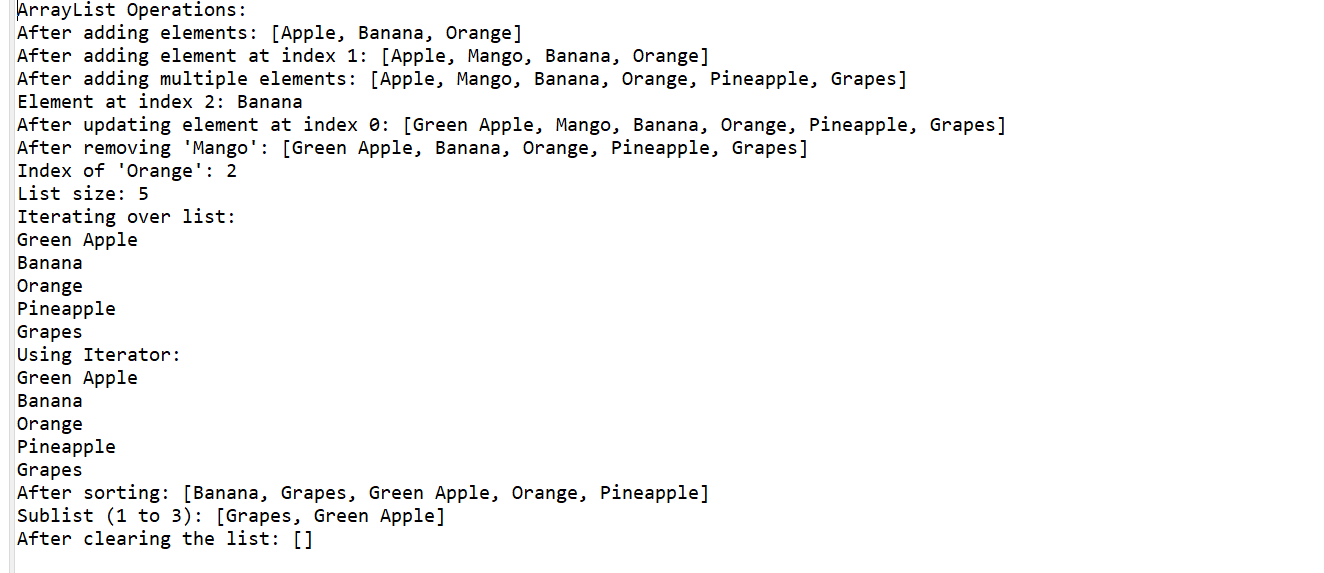 ArrayList Operations:
After adding elements: [Apple, Banana, Orange]
After adding element at index 1: [Apple, Mango, Banana, Orange]
After adding multiple elements: [Apple, Mango, Banana, Orange, Pineapple, Grapes]
Element at index 2: Banana
After updating element at index 0: [Green Apple, Mango, Banana, Orange, Pineapple, Grapes]
After removing 'Mango': [Green Apple, Banana, Orange, Pineapple, Grapes]
Index of 'Orange': 2
List size: 5
Iterating over list:
Green Apple
Banana
Orange
Pineapple
Grapes
Using Iterator:
Green Apple
Banana
Orange
Pineapple
Grapes
After sorting: [Banana, Grapes, Green Apple, Orange, Pineapple]
Sublist (1 to 3): [Grapes, Green Apple]
After clearing the list: []